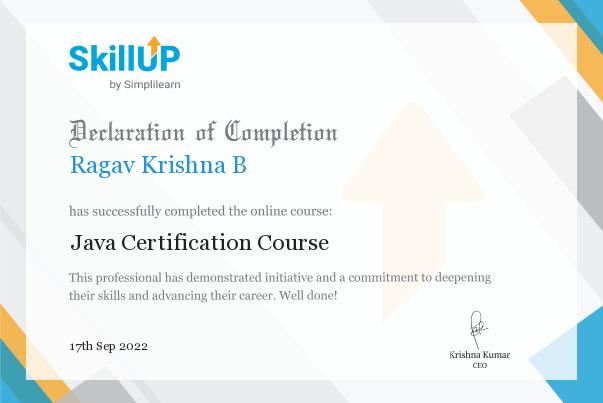 SkillUP
by Simplilearn
Declaration of Completion
Ragav Krishna B
has successfully completed the online course:
Java Certification Course
This professional has demonstrated initiative and a commitment to deepening
their skills and advancing their career. Well done!
17th Sep 2022
Krishna Kumar
CEO